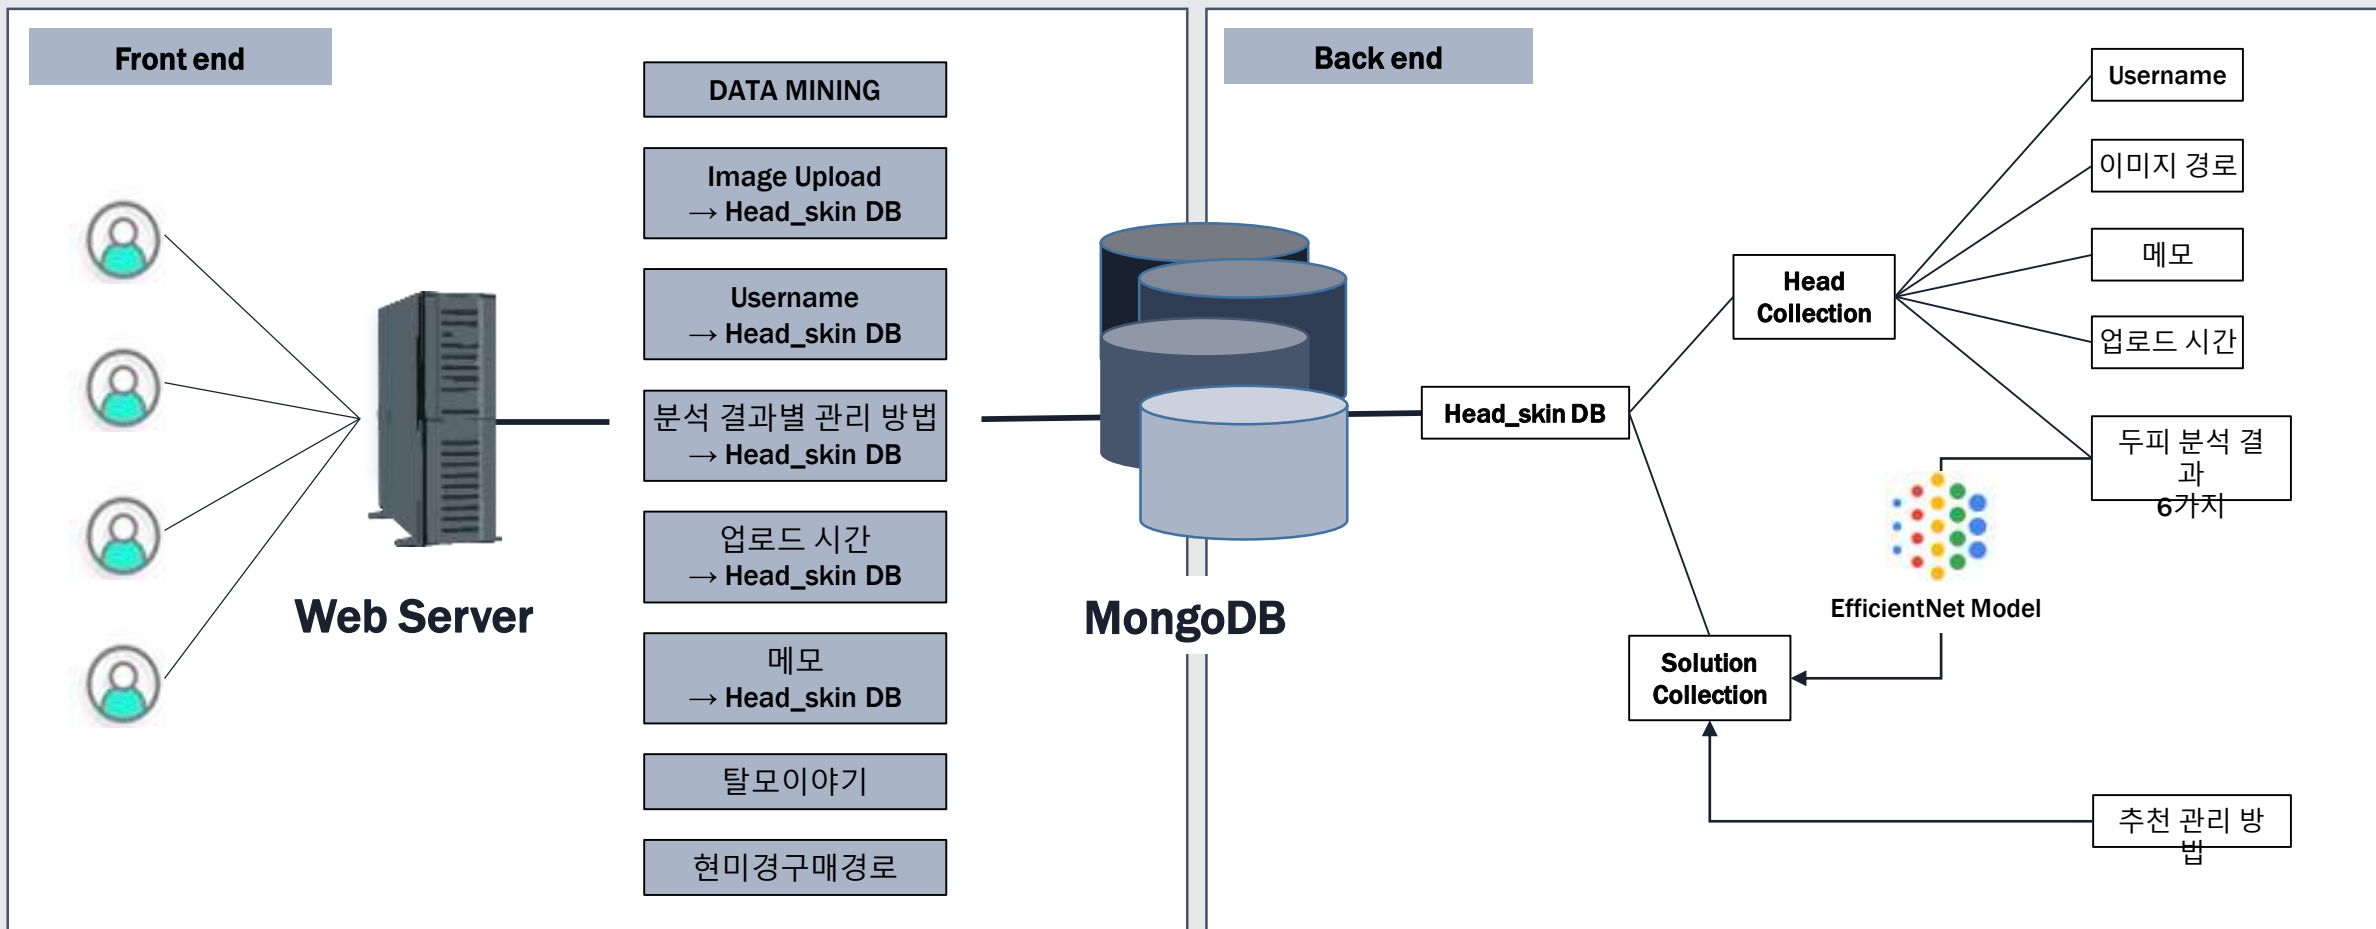 Front end
DATA MINING
Image Upload
→ Head_skin DB
Username
→ Head_skin DB
분석 결과별 관리 방법
→ Head_skin DB
업로드 시간
→ Head_skin DB
메모
→ Head_skin DB
탈모이야기
현미경구매경로
Web Server
MongoDB
Back end
Head_skin DB
Head
Collection
Username
이미지 경로
메모
업로드 시간
두피 분석 결
과
6가지
EfficientNet Model
Solution
Collection
추천 관리 방
법